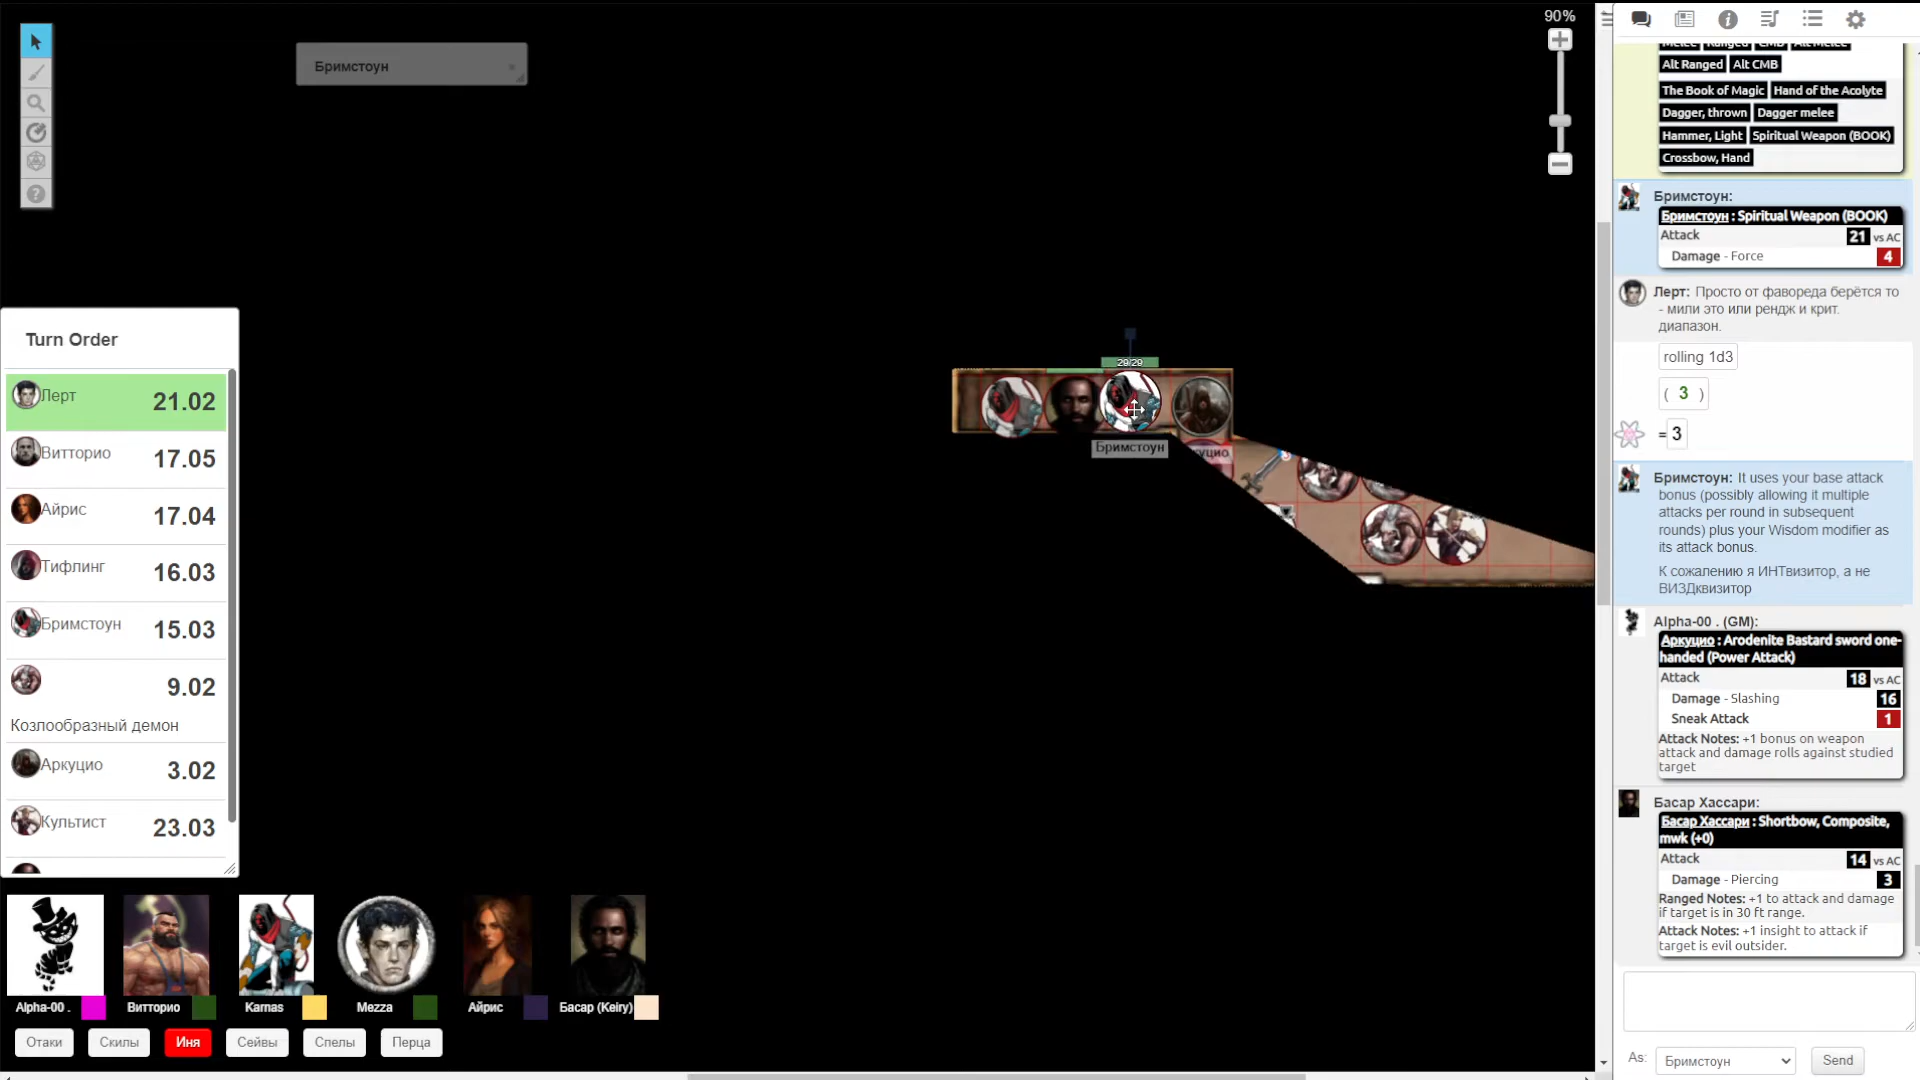 90%
Бримстоун
Turn Order
Лерт 21.02
Витторио 17.05
Айрис 17.04
Тифлинг 16.03
Бримстоун 15.03
9.02
Козлообразный демон
Аркуцио 3.02
Культист 23.03
29/29
Бримстоун
куцио
Alpha-00 .
Витторио
Karnas
Mezza
Айрис
Басар (Keiry)
Отаки
Скилы
Иня
Сейвы
Спелы
Перца
Melee Ranged CMB Alt Melee
Alt Ranged Alt CMB
The Book of Magic Hand of the Acolyte
Dagger, thrown Dagger melee
Hammer, Light Spiritual Weapon (BOOK)
Crossbow, Hand
Бримстоун:
Бримстоун : Spiritual Weapon (BOOK)
Attack 21 vs AC
Damage - Force 4
Лерт: Просто от фавореда берётся то
- мили это или рендж и крит.
диапазон.
rolling 1d3
( 3 )
=3
Бримстоун: It uses your base attack
bonus (possibly allowing it multiple
attacks per round in subsequent
rounds) plus your Wisdom modifier as
its attack bonus.
К сожалению я ИНТвизитор, а не
ВИЗДквизитор
Alpha-00 . (GM):
Аркуцио : Arodenite Bastard sword one-
handed (Power Attack)
Attack 18 vs AC
Damage - Slashing 16
Sneak Attack 1
Attack Notes: +1 bonus on weapon
attack and damage rolls against studied
target
Басар Хассари:
Басар Хассари : Shortbow, Composite,
mwk (+0)
Attack 14 vs AC
Damage - Piercing 3
Ranged Notes: +1 to attack and damage
if target is in 30 ft range.
Attack Notes: +1 insight to attack if
target is evil outsider.
As: Бримстоун Send